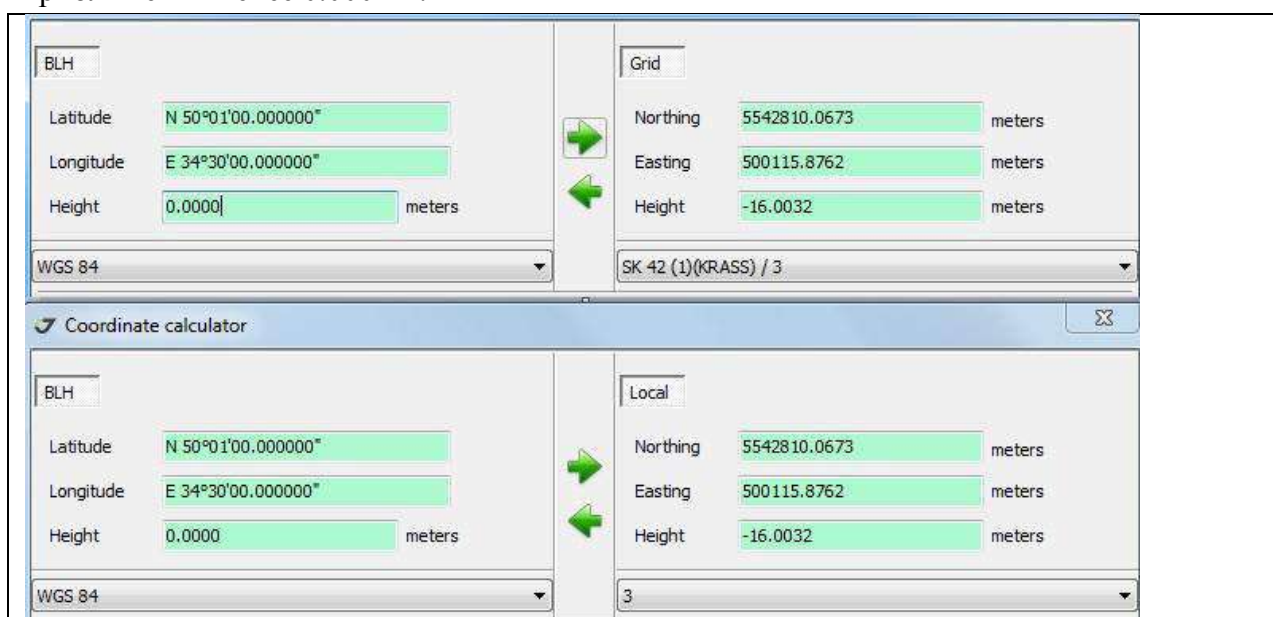 BLH
Grid
Latitude N 50°01'00.000000" Northing 5542810.0673 meters
Longitude E 34°30'00.000000" Easting 500115.8762 meters
Height 0.0000 meters Height -16.0032 meters
WGS 84 SK 42 (1)(KRASS) / 3
Coordinate calculator
BLH Local
Latitude N 50°01'00.000000" Northing 5542810.0673 meters
Longitude E 34°30'00.000000" Easting 500115.8762 meters
Height 0.0000 meters Height -16.0032 meters
WGS 84 3